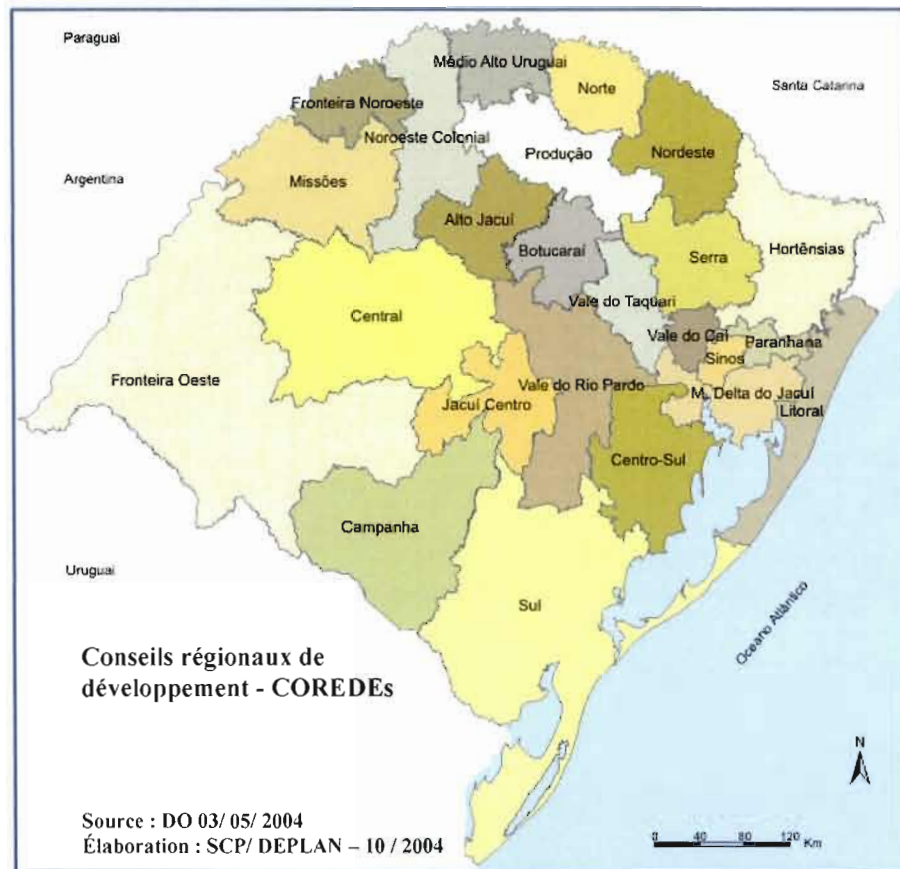 Paraguai
Médio Alto Uruguai
Norte
Santa Catarina
Fronteira Noroeste
Noroeste Colonial
Produção
Nordeste
Argentina
Missões
Alto Jacuí
Botucaraí
Serra
Hortênsias
Vale do Taquari
Central
Vale do Caí
Paranhana
Sinos
Fronteira Oeste
Vale do Rio Pardo
M. Delta do Jacuí
Jacuí Centro
Litoral
Centro-Sul
Campanha
Uruguai
Sul
Oceano Atlântico
Conseils régionaux de
développement - COREDEs
N
Source : DO 03/ 05/ 2004
Élaboration : SCP/ DEPLAN – 10 / 2004
0 40 80 120
Km